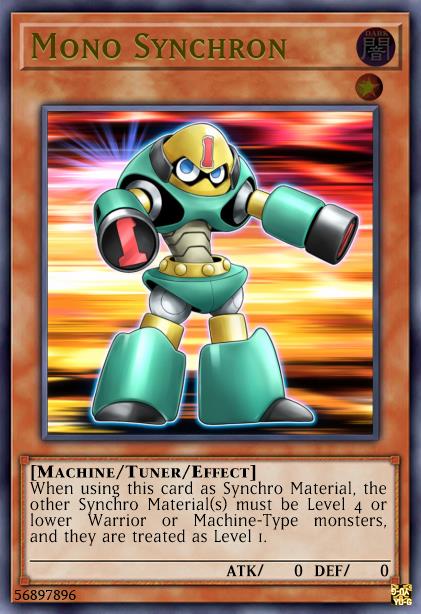 Mono Synchron
DARK
闇
1
1
[Machine/Tuner/Effect]
When using this card as Synchro Material, the
other Synchro Material(s) must be Level 4 or
lower Warrior or Machine-Type monsters,
and they are treated as Level 1.
ATK/ 0 DEF/ 0
56897896